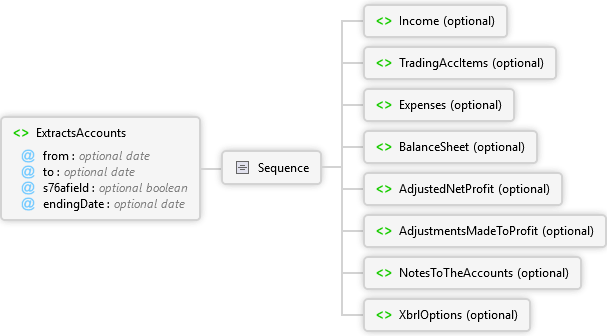 <> ExtractsAccounts
@ from : optional date
@ to : optional date
@ s76afield : optional boolean
@ endingDate : optional date
Sequence
<> Income (optional)
<> TradingAccItems (optional)
<> Expenses (optional)
<> BalanceSheet (optional)
<> AdjustedNetProfit (optional)
<> AdjustmentsMadeToProfit (optional)
<> NotesToTheAccounts (optional)
<> XbrlOptions (optional)